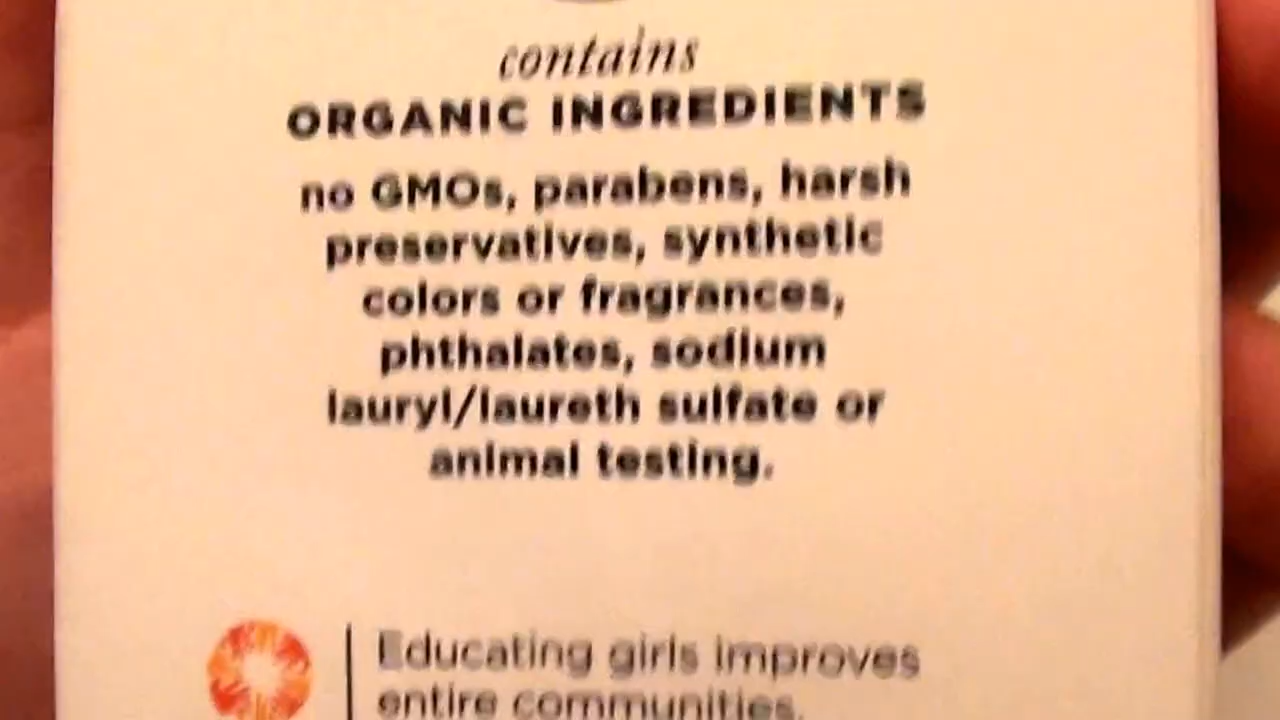 contains
ORGANIC INGREDIENTS
no GMOs, parabens, harsh
preservatives, synthetic
colors or fragrances,
phthalates, sodium
lauryl/laureth sulfate or
animal testing.
Educating girls improves
entire communities.